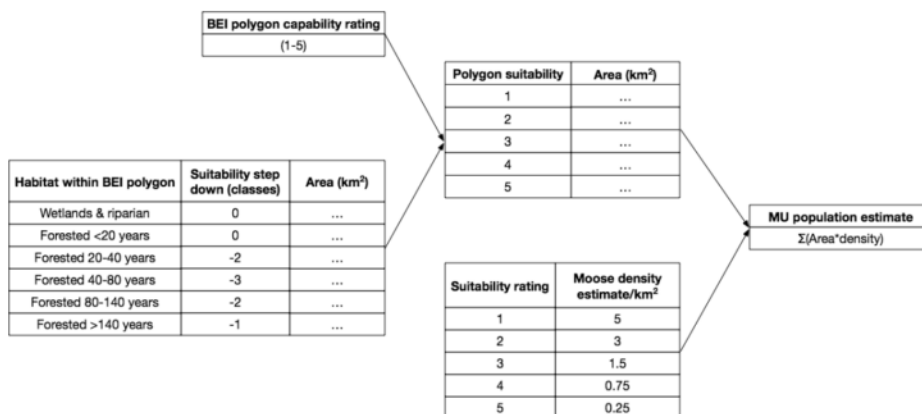 BEI polygon capability rating
(1-5)
Polygon suitability Area (km²)
1 ...
2 ...
3 ...
4 ...
5 ...
Habitat within BEI polygon Suitability step down (classes) Area (km²)
Wetlands & riparian 0 ...
Forested <20 years 0 ...
Forested 20-40 years -2 ...
Forested 40-80 years -3 ...
Forested 80-140 years -2 ...
Forested >140 years -1 ...
MU population estimate
Σ(Area*density)
Suitability rating Moose density estimate/km²
1 5
2 3
3 1.5
4 0.75
5 0.25